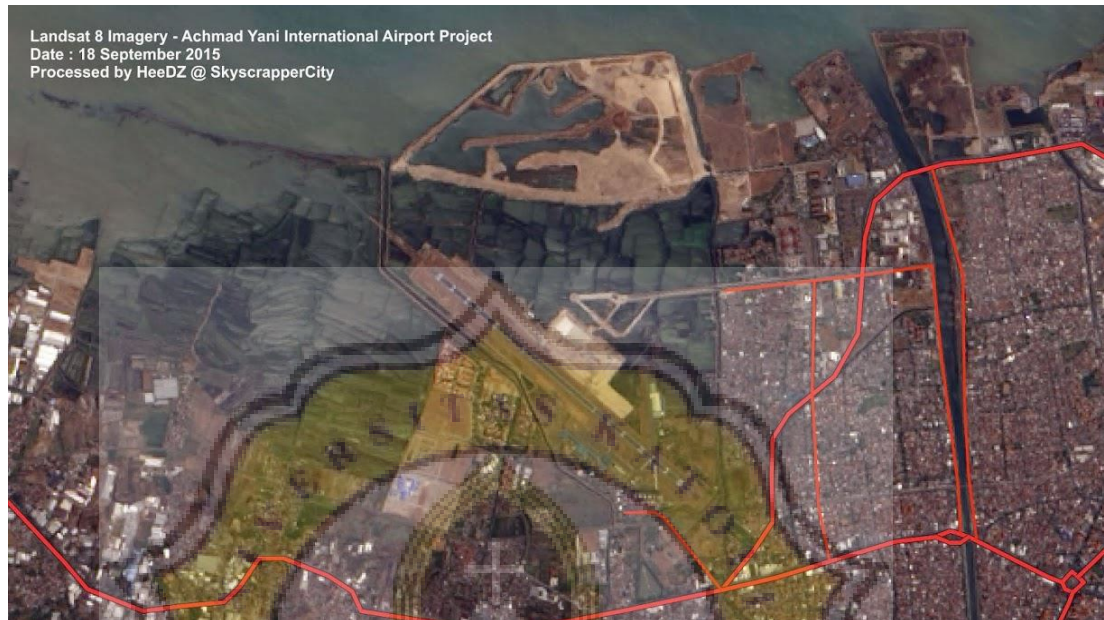 Landsat 8 Imagery - Achmad Yani International Airport Project
Date : 18 September 2015
Processed by HeeDZ @ SkyscrapperCity